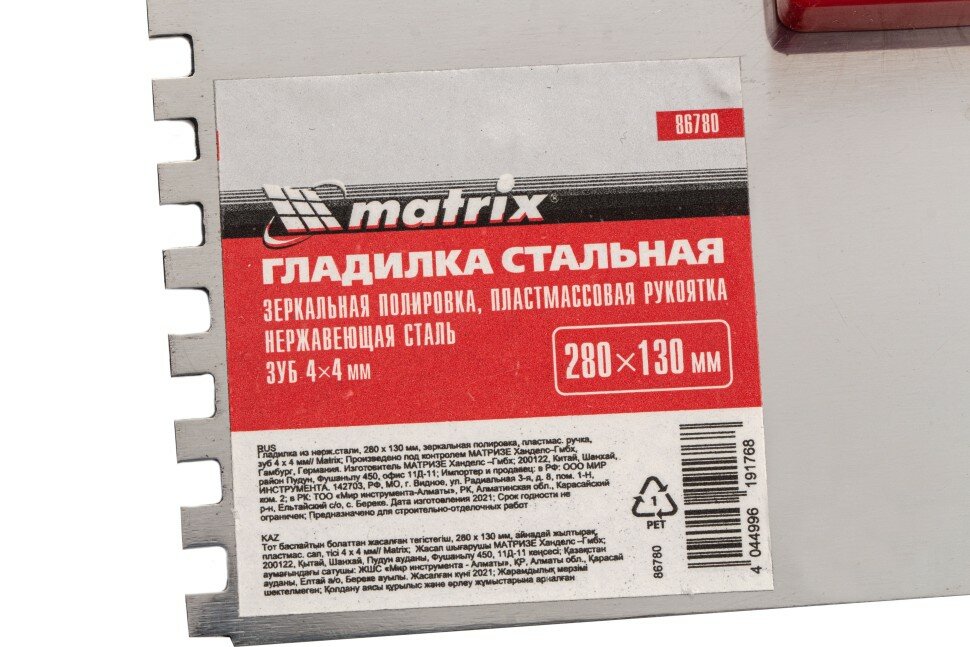 86780
matrix®
ГЛАДИЛКА СТАЛЬНАЯ
ЗЕРКАЛЬНАЯ ПОЛИРОВКА, ПЛАСТМАССОВАЯ РУКОЯТКА
НЕРЖАВЕЮЩАЯ СТАЛЬ
ЗУБ 4×4 мм
280×130 мм
RUS
Гладилка из нерж.стали, 280 x 130 мм, зеркальная полировка, пластмас. ручка,
зуб 4 x 4 мм// Matrix; Произведено под контролем МАТРИЗЕ Ханделс–Гмбх,
Гамбург, Германия. Изготовитель МАТРИЗЕ Ханделс –Гмбх; 200122, Китай, Шанхай,
район Пудун, Фушаньлу 450, офис 11Д-11; Импортер и продавец: в РФ: ООО МИР
ИНСТРУМЕНТА. 142703, РФ, МО, г. Видное, ул. Радиальная 3-я, д. 8, пом. 1-Н,
ком. 2; в РК: ТОО «Мир инструмента-Алматы», РК, Алматинская обл., Карасайский
р-н, Ельтайский с/о, с. Береке. Дата изготовления 2021; Срок годности не
ограничен; Предназначено для строительно-отделочных работ
KAZ
Тот баспайтын болаттан жасалған тегістегіш, 280 x 130 мм, айнадай жылтырақ,
пластмас. сап, тісі 4 x 4 мм// Matrix; Жасап шығарушы МАТРИЗЕ Ханделс –Гмбх;
200122, Қытай, Шанхай, Пудун ауданы, Фушаньлу 450, 11Д-11 кеңсесі; Қазақстан
аумағындағы сатушы: ЖШС «Мир инструмента - Алматы», ҚР, Алматы обл., Қарасай
ауданы, Елтай а/о, Береке ауылы. Жасалған күні 2021; Жарамдылық мерзімі
шектелмеген; Қолдану аясы құрылыс және әрлеу жұмыстарына арналған
1
PET
86780
4 044996 191768